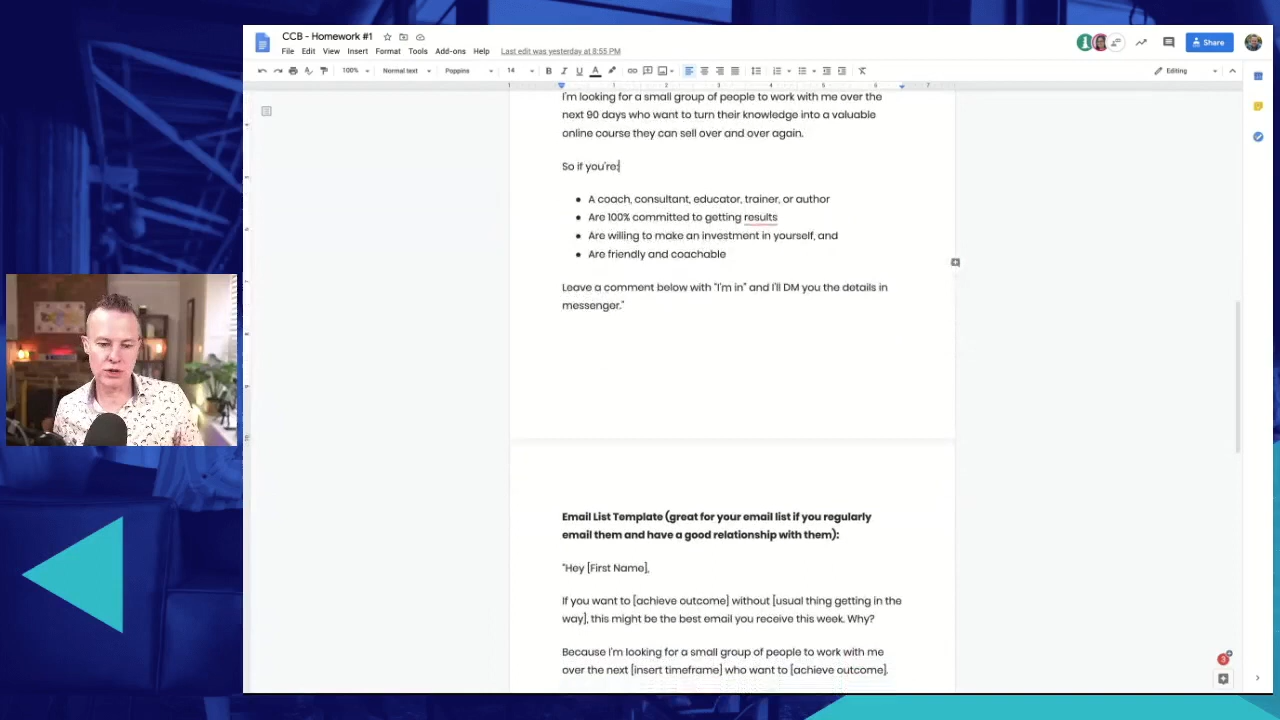 CCB - Homework #1
File Edit View Insert Format Tools Add-ons Help Last edit was yesterday at 8:55 PM
Share
100% Normal text Poppins 14 Editing
I'm looking for a small group of people to work with me over the
next 90 days who want to turn their knowledge into a valuable
online course they can sell over and over again.
So if you're:
● A coach, consultant, educator, trainer, or author
● Are 100% committed to getting results
● Are willing to make an investment in yourself, and
● Are friendly and coachable
Leave a comment below with "I'm in" and I'll DM you the details in
messenger."
Email List Template (great for your email list if you regularly
email them and have a good relationship with them):
"Hey [First Name],
If you want to [achieve outcome] without [usual thing getting in the
way], this might be the best email you receive this week. Why?
Because I'm looking for a small group of people to work with me
over the next [insert timeframe] who want to [achieve outcome].
3